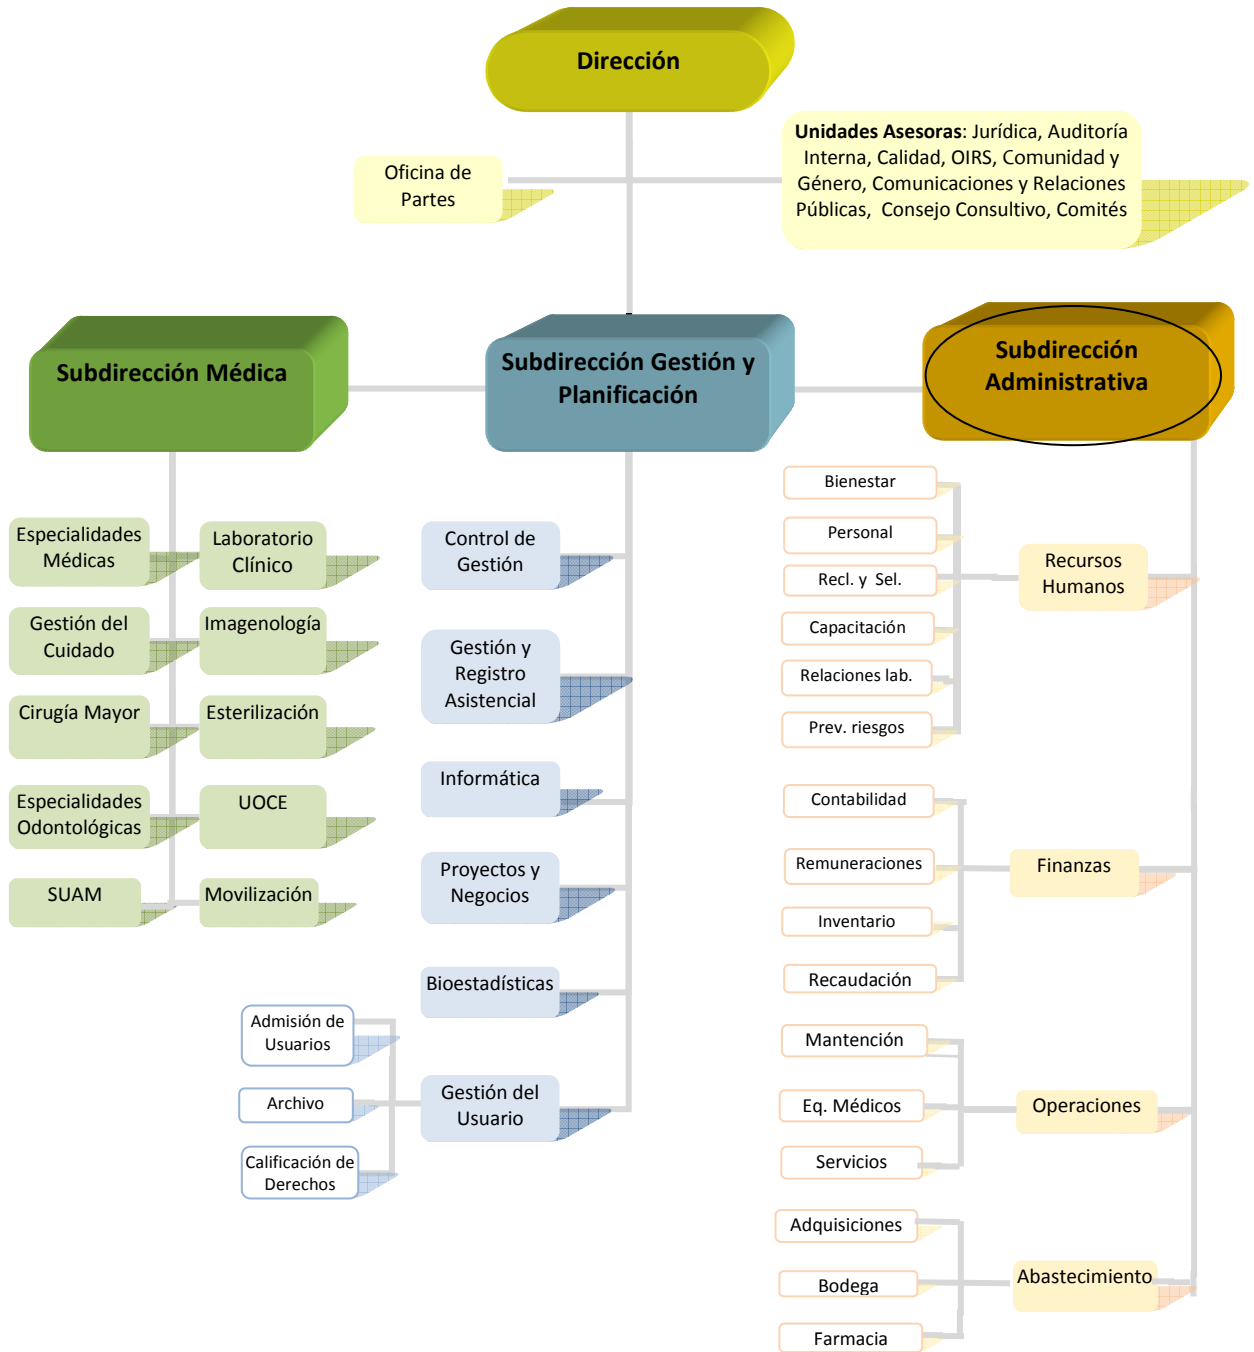 Dirección
Unidades Asesoras: Jurídica, Auditoría
Interna, Calidad, OIRS, Comunidad y
Género, Comunicaciones y Relaciones
Públicas, Consejo Consultivo, Comités
Oficina de
Partes
Subdirección Médica
Subdirección Gestión y
Planificación
Subdirección
Administrativa
Especialidades
Médicas
Laboratorio
Clínico
Gestión del
Cuidado
Imagenología
Cirugía Mayor
Esterilización
Especialidades
Odontológicas
UOCE
SUAM
Movilización
Control de
Gestión
Gestión y
Registro
Asistencial
Informática
Proyectos y
Negocios
Bioestadísticas
Gestión del
Usuario
Admisión de
Usuarios
Archivo
Calificación de
Derechos
Recursos
Humanos
Bienestar
Personal
Recl. y Sel.
Capacitación
Relaciones lab.
Prev. riesgos
Finanzas
Contabilidad
Remuneraciones
Inventario
Recaudación
Operaciones
Mantención
Eq. Médicos
Servicios
Abastecimiento
Adquisiciones
Bodega
Farmacia